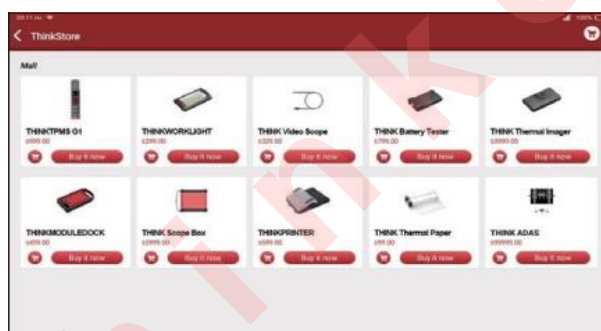 100%
ThinkStore
Mall
THINKTPMS G1
THINKWORKLIGHT
THINK Video Scope
THINK Battery Tester
THINK Thermal Imager
Buy it now
Buy it now
Buy it now
Buy it now
Buy it now
THINKMODULEDOCK
THINK Scope Box
THINKPRINTER
THINK Thermal Paper
THINK ADAS
Buy it now
Buy it now
Buy it now
Buy it now
Buy it now